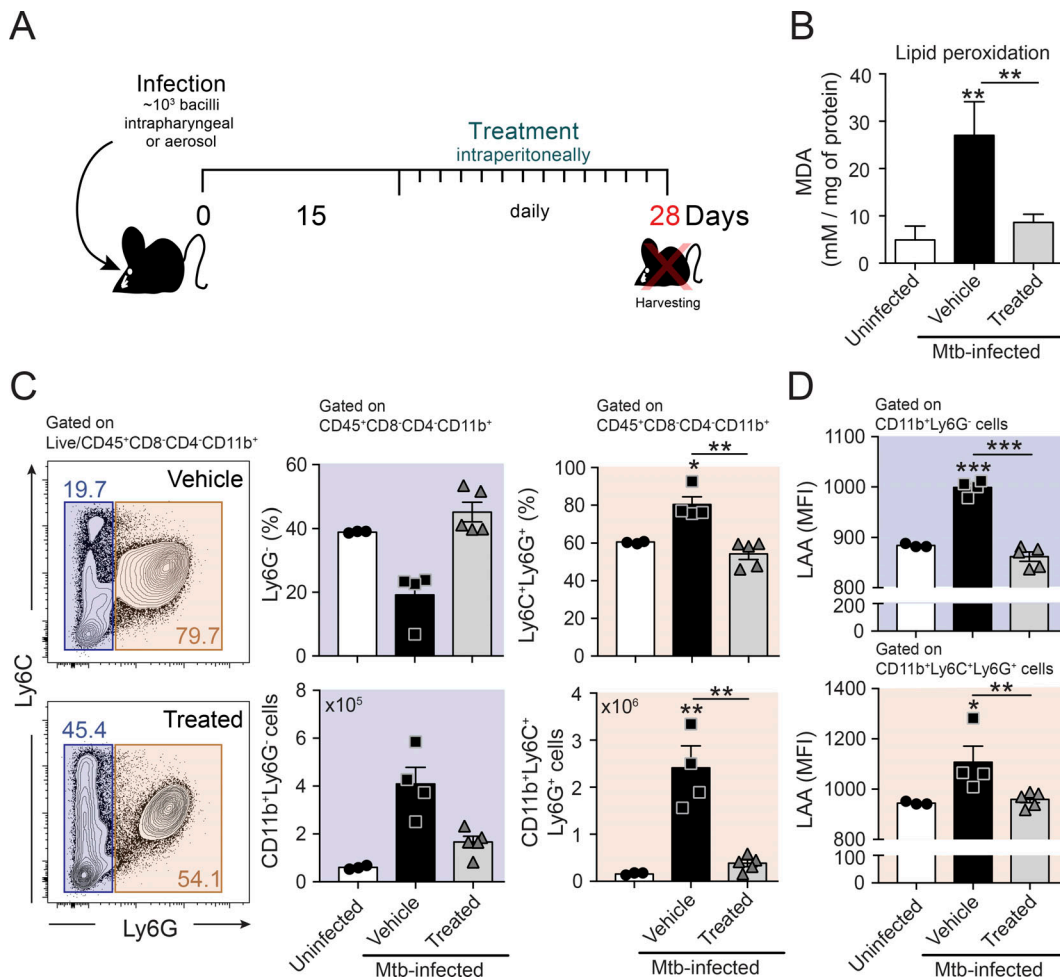 A
Infection
~10³ bacilli
intrapharyngeal
or aerosol
Treatment
intraperitoneally
0
15
daily
28 Days
Harvesting
B
Lipid peroxidation
MDA
(mM / mg of protein)
40
30
20
10
0
**
**
Uninfected
Vehicle
Treated
Mtb-infected
C
Gated on
Live/CD45⁺CD8⁻CD4⁻CD11b⁺
Vehicle
19.7
79.7
Treated
45.4
54.1
Ly6C
Ly6G
Gated on
CD45⁺CD8⁻CD4⁻CD11b⁺
Ly6G⁻ (%)
60
40
20
0
Gated on
CD45⁺CD8⁻CD4⁻CD11b⁺
Ly6C⁺Ly6G⁺ (%)
100
80
60
40
20
0
*
**
x10⁵
CD11b⁺Ly6G⁻ cells
6
4
2
0
Uninfected
Vehicle
Treated
Mtb-infected
x10⁶
CD11b⁺Ly6C⁺
Ly6G⁺ cells
4
3
2
1
0
**
**
Uninfected
Vehicle
Treated
Mtb-infected
D
Gated on
CD11b⁺Ly6G⁻ cells
LAA (MFI)
1100
1000
900
800
200
0
***
***
Gated on
CD11b⁺Ly6C⁺Ly6G⁺ cells
LAA (MFI)
1400
1200
1000
800
100
0
*
**
Uninfected
Vehicle
Treated
Mtb-infected